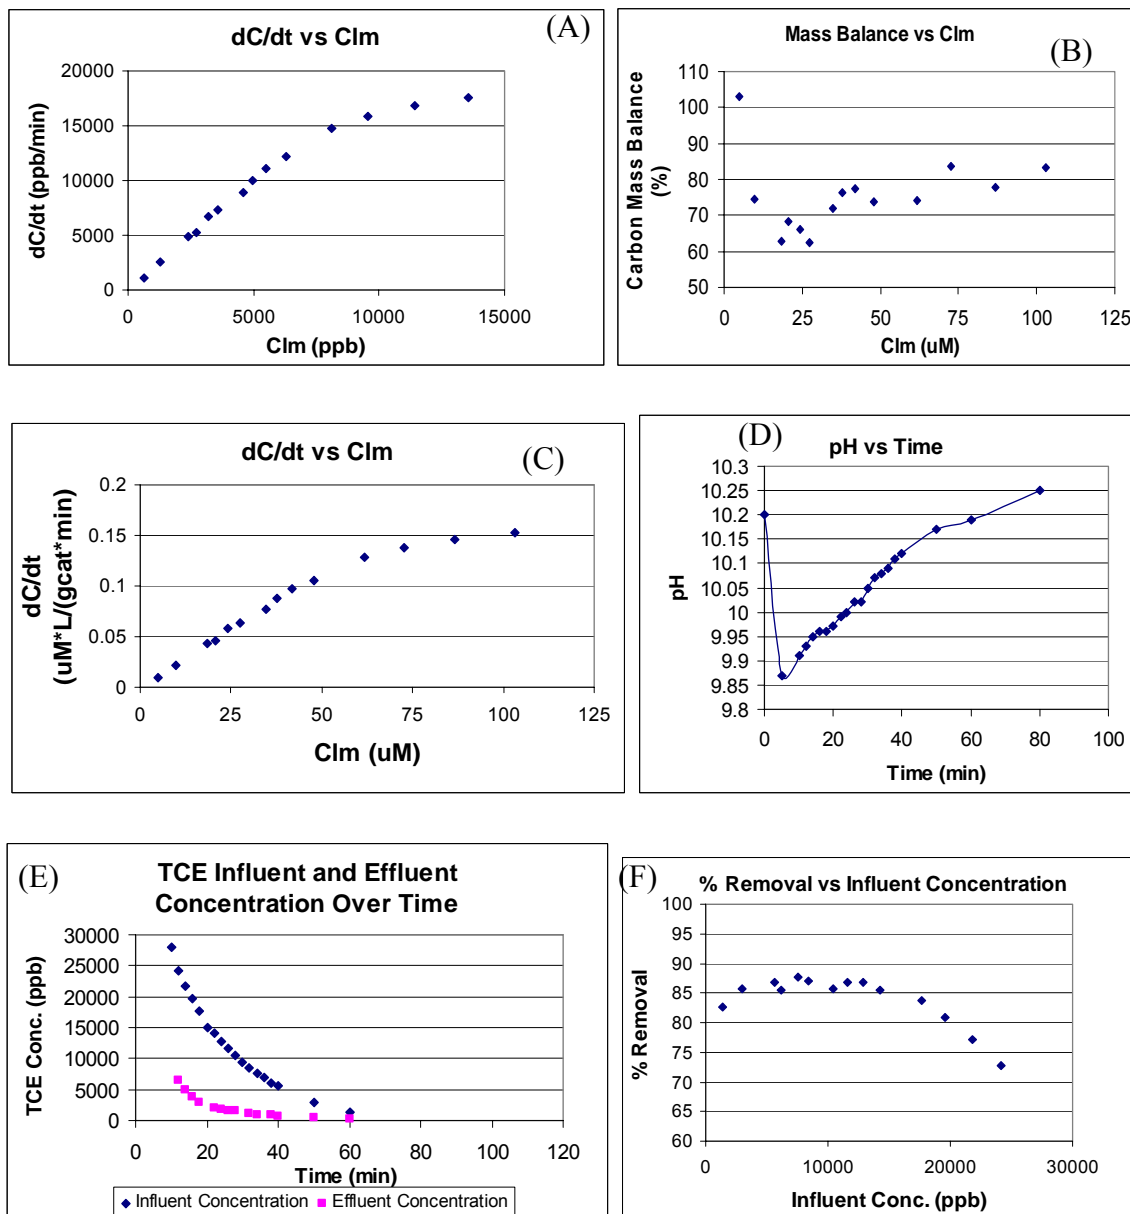 dC/dt vs Clm
(A)
dC/dt (ppb/min)
20000
15000
10000
5000
0
0 5000 10000 15000
Clm (ppb)
Mass Balance vs Clm
(B)
Carbon Mass Balance
(%)
110
100
90
80
70
60
50
0 25 50 75 100 125
Clm (uM)
dC/dt vs Clm
(C)
dC/dt
(uM*L/(gcat*min)
0.2
0.15
0.1
0.05
0
0 25 50 75 100 125
Clm (uM)
(D)
pH vs Time
pH
10.3
10.25
10.2
10.15
10.1
10.05
10
9.95
9.9
9.85
9.8
0 20 40 60 80 100
Time (min)
(E)
TCE Influent and Effluent
Concentration Over Time
TCE Conc. (ppb)
30000
25000
20000
15000
10000
5000
0
0 20 40 60 80 100 120
Time (min)
Influent Concentration Effluent Concentration
(F)
% Removal vs Influent Concentration
% Removal
100
95
90
85
80
75
70
65
60
0 10000 20000 30000
Influent Conc. (ppb)